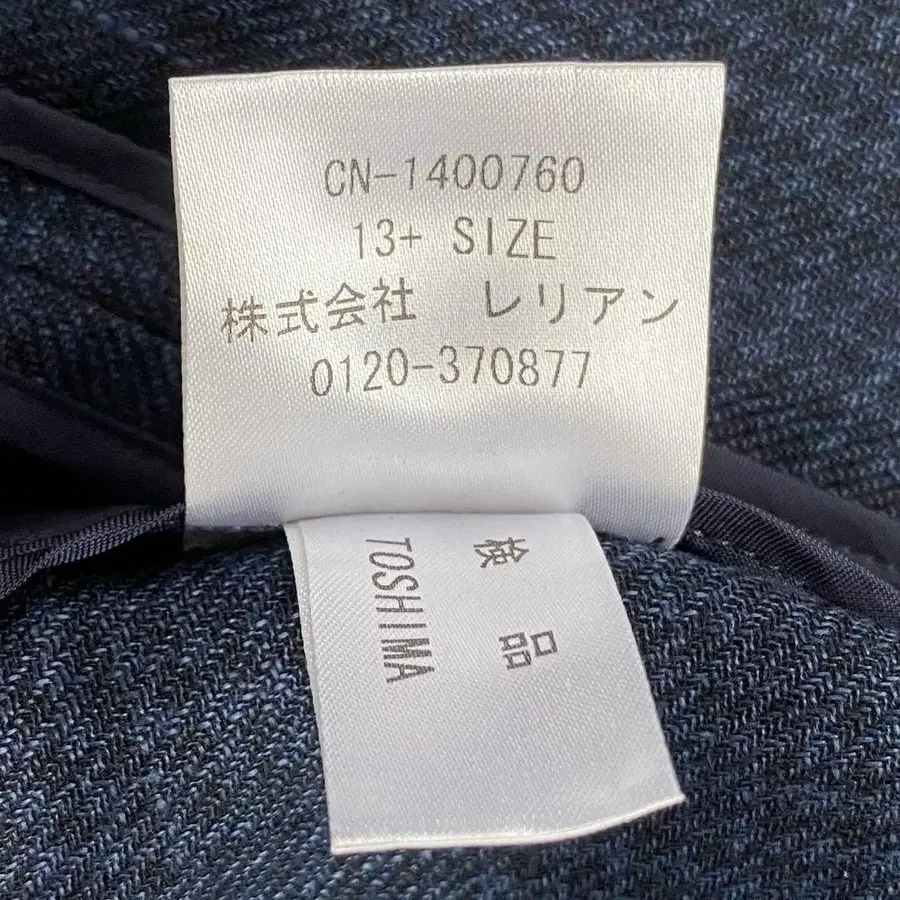 CN-1400760
13+ SIZE
株式会社　レリアン
0120-370877
検品
TOSHIMA